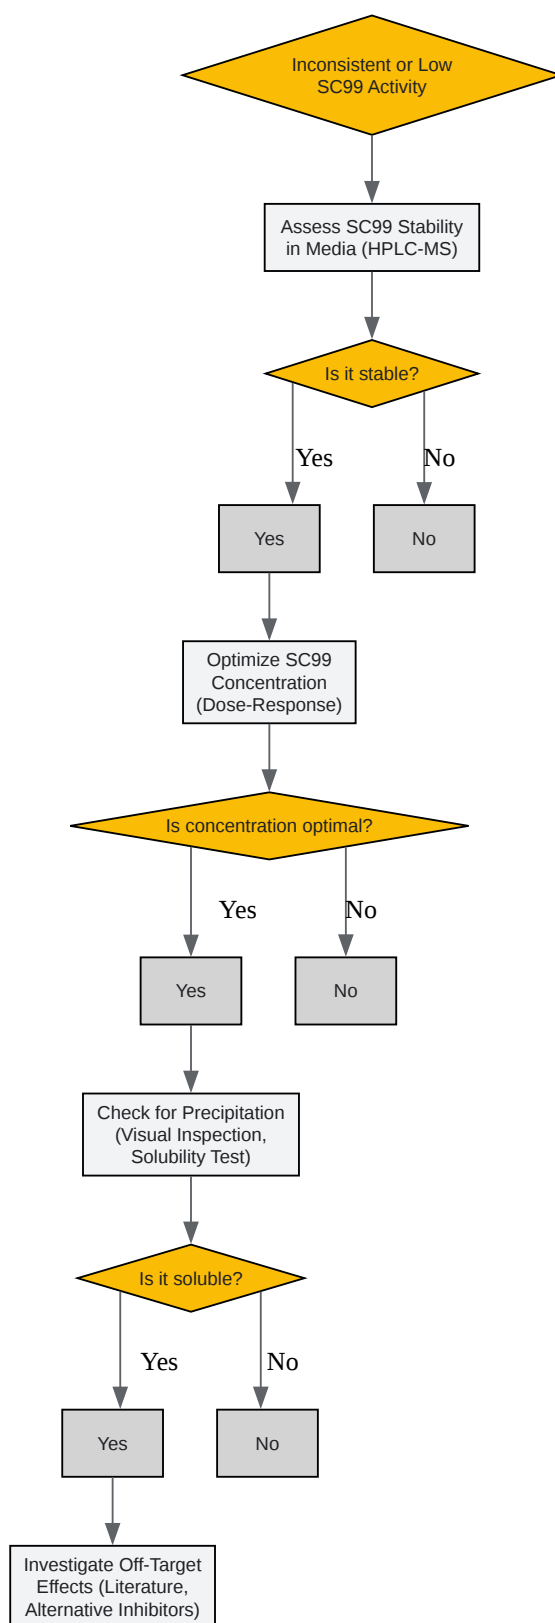 Inconsistent or Low
SC99 Activity
Assess SC99 Stability
in Media (HPLC-MS)
Is it stable?
Yes
No
Yes
No
Optimize SC99
Concentration
(Dose-Response)
Is concentration optimal?
Yes
No
Yes
No
Check for Precipitation
(Visual Inspection,
Solubility Test)
Is it soluble?
Yes
No
Yes
No
Investigate Off-Target
Effects (Literature,
Alternative Inhibitors)